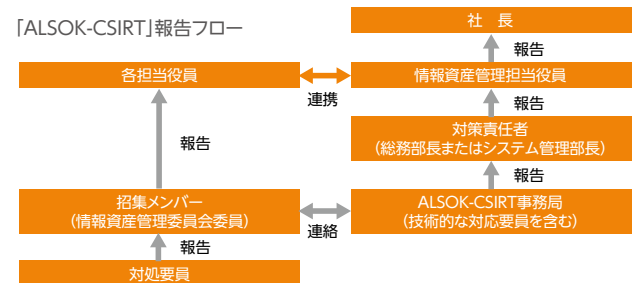 「ALSOK-CSIRT」報告フロー
社　長
報告
各担当役員
連携
情報資産管理担当役員
報告
対策責任者
（総務部長またはシステム管理部長）
報告
報告
招集メンバー
（情報資産管理委員会委員）
連絡
ALSOK-CSIRT事務局
（技術的な対応要員を含む）
報告
対処要員